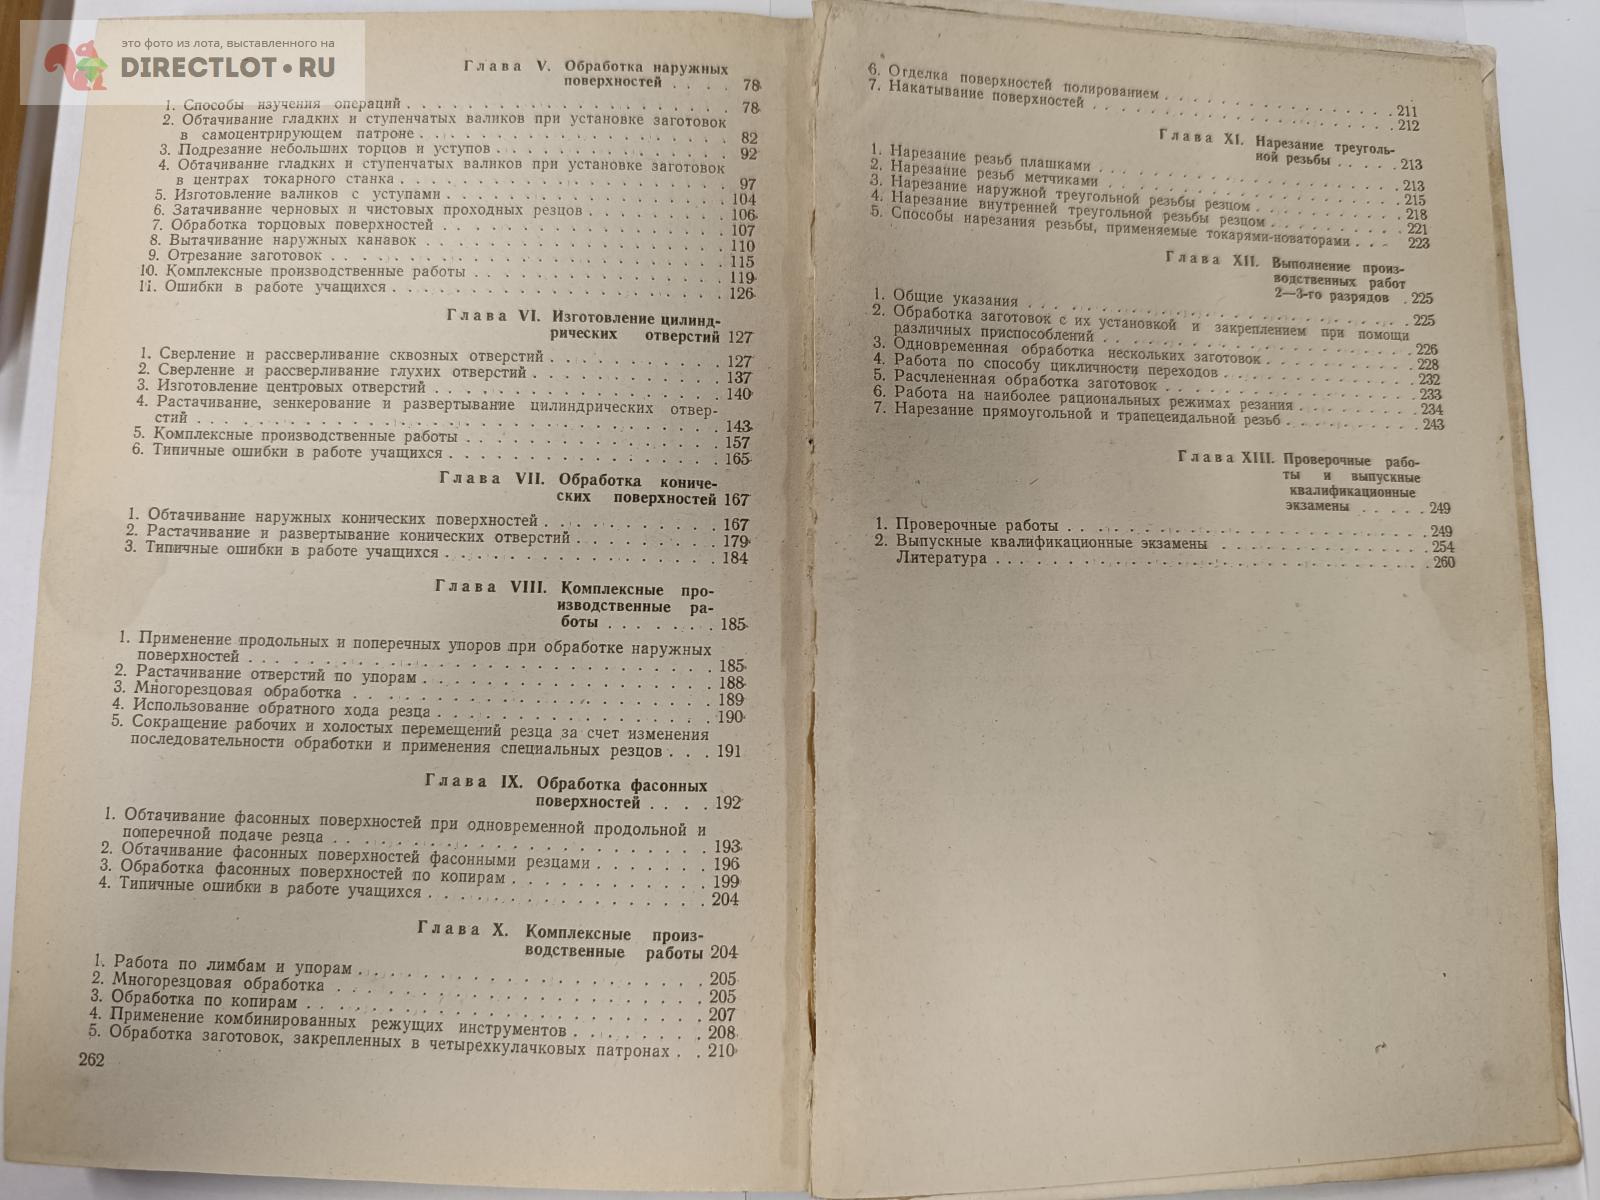 это фото из лота, выставленного на
DIRECTLOT•RU
Глава V. Обработка наружных
поверхностей . . . . 78
1. Способы изучения операций . . . . . . . . . . 78
2. Обтачивание гладких и ступенчатых валиков при установке заготовок
в самоцентрирующем патроне . . . . . . . . . . 82
3. Подрезание небольших торцов и уступов . . . . . . . . . . 92
4. Обтачивание гладких и ступенчатых валиков при установке заготовок
в центрах токарного станка . . . . . . . . . . 97
5. Изготовление валиков с уступами . . . . . . . . . . 104
6. Затачивание черновых и чистовых проходных резцов . . . . . . . . 106
7. Обработка торцовых поверхностей . . . . . . . . . . 107
8. Вытачивание наружных канавок . . . . . . . . . . 110
9. Отрезание заготовок . . . . . . . . . . 115
10. Комплексные производственные работы . . . . . . . . . . 119
11. Ошибки в работе учащихся . . . . . . . . . . 126
Глава VI. Изготовление цилинд-
рических отверстий 127
1. Сверление и рассверливание сквозных отверстий . . . . . . . . . . 127
2. Сверление и рассверливание глухих отверстий . . . . . . . . . . 137
3. Изготовление центровых отверстий . . . . . . . . . . 140
4. Растачивание, зенкерование и развертывание цилиндрических отвер-
стий . . . . . . . . . . 143
5. Комплексные производственные работы . . . . . . . . . . 157
6. Типичные ошибки в работе учащихся . . . . . . . . . . 165
Глава VII. Обработка кониче-
ских поверхностей 167
1. Обтачивание наружных конических поверхностей . . . . . . . . . . 167
2. Растачивание и развертывание конических отверстий . . . . . . . . 179
3. Типичные ошибки в работе учащихся . . . . . . . . . . 184
Глава VIII. Комплексные про-
изводственные ра-
боты . . . . . . . 185
1. Применение продольных и поперечных упоров при обработке наружных
поверхностей . . . . . . . . . . 185
2. Растачивание отверстий по упорам . . . . . . . . . . 188
3. Многорезцовая обработка . . . . . . . . . . 189
4. Использование обратного хода резца . . . . . . . . . . 190
5. Сокращение рабочих и холостых перемещений резца за счет изменения
последовательности обработки и применения специальных резцов . . . 191
Глава IX. Обработка фасонных
поверхностей . . . . 192
1. Обтачивание фасонных поверхностей при одновременной продольной и
поперечной подаче резца . . . . . . . . . . 193
2. Обтачивание фасонных поверхностей фасонными резцами . . . . . . . 196
3. Обработка фасонных поверхностей по копирам . . . . . . . . . . 199
4. Типичные ошибки в работе учащихся . . . . . . . . . . 204
Глава X. Комплексные произ-
водственные работы 204
1. Работа по лимбам и упорам . . . . . . . . . . 205
2. Многорезцовая обработка . . . . . . . . . . 205
3. Обработка по копирам . . . . . . . . . . 207
4. Применение комбинированных режущих инструментов . . . . . . . . 208
5. Обработка заготовок, закрепленных в четырехкулачковых патронах . . 210
262
6. Отделка поверхностей полированием . . . . . . . . . . 211
7. Накатывание поверхностей . . . . . . . . . . 212
Глава XI. Нарезание треуголь-
ной резьбы . . . . . 213
1. Нарезание резьб плашками . . . . . . . . . . 213
2. Нарезание резьб метчиками . . . . . . . . . . 215
3. Нарезание наружной треугольной резьбы резцом . . . . . . . . . . 218
4. Нарезание внутренней треугольной резьбы резцом . . . . . . . . . . 221
5. Способы нарезания резьбы, применяемые токарями-новаторами . . . 223
Глава XII. Выполнение произ-
водственных работ
2—3-го разрядов . 225
1. Общие указания . . . . . . . . . . 225
2. Обработка заготовок с их установкой и закреплением при помощи
различных приспособлений . . . . . . . . . . 226
3. Одновременная обработка нескольких заготовок . . . . . . . . . . 228
4. Работа по способу цикличности переходов . . . . . . . . . . 232
5. Расчлененная обработка заготовок . . . . . . . . . . 233
6. Работа на наиболее рациональных режимах резания . . . . . . . . 234
7. Нарезание прямоугольной и трапецеидальной резьб . . . . . . . . . 243
Глава XIII. Проверочные рабо-
ты и выпускные
квалификационные
экзамены . . . . . 249
1. Проверочные работы . . . . . . . . . . 249
2. Выпускные квалификационные экзамены . . . . . . . . . . 254
Литература . . . . . . . . . . 260